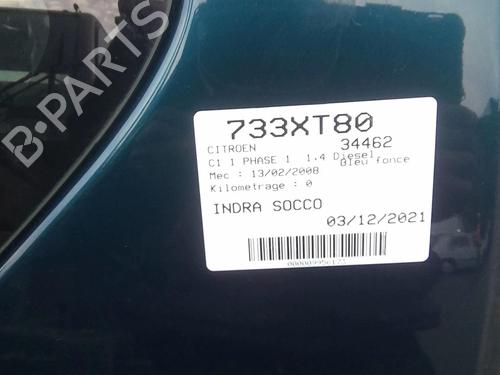 733XT80
CITROEN 34462
C1 1 PHASE 1 1.4 Diesel
Bleu fonce
Mec : 13/02/2008
Kilometrage : 0
INDRA SOCCO
03/12/2021
B-PARTS